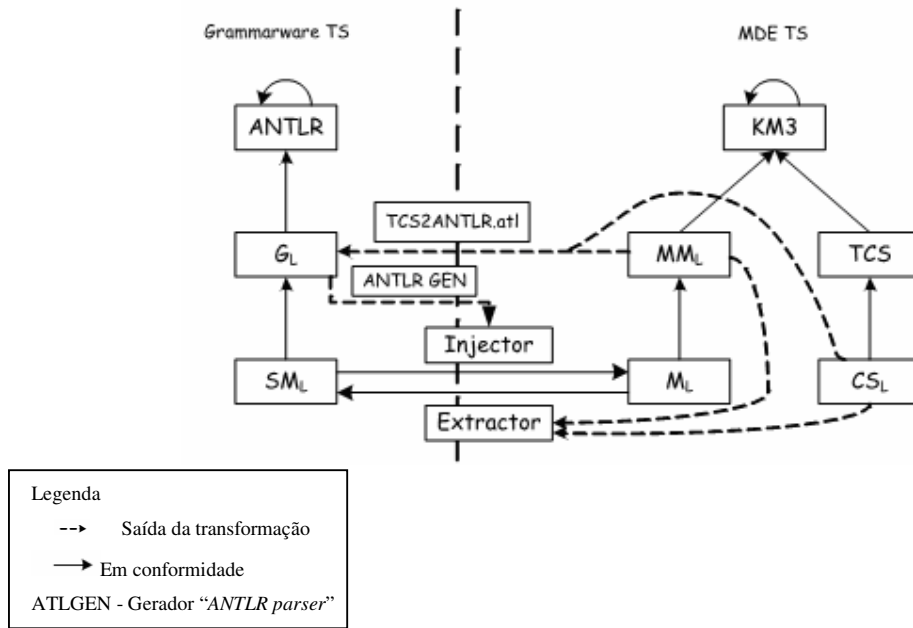 Grammarware TS
MDE TS
ANTLR
KM3
TCS2ANTLR.atl
GL
MML
TCS
ANTLR GEN
Injector
SML
ML
CSL
Extractor
Legenda
Saída da transformação
Em conformidade
ATLGEN - Gerador “ANTLR parser”